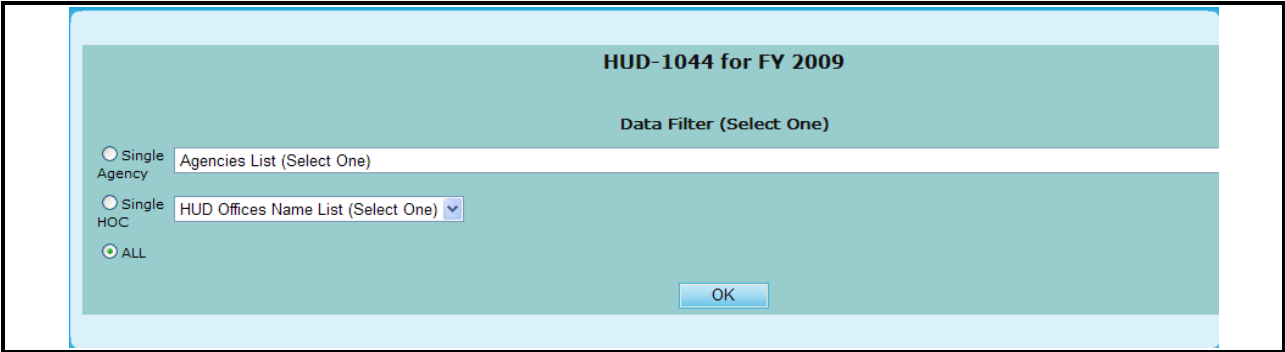 HUD-1044 for FY 2009
Data Filter (Select One)
Single Agency
Agencies List (Select One)
Single HOC
HUD Offices Name List (Select One)
ALL
OK